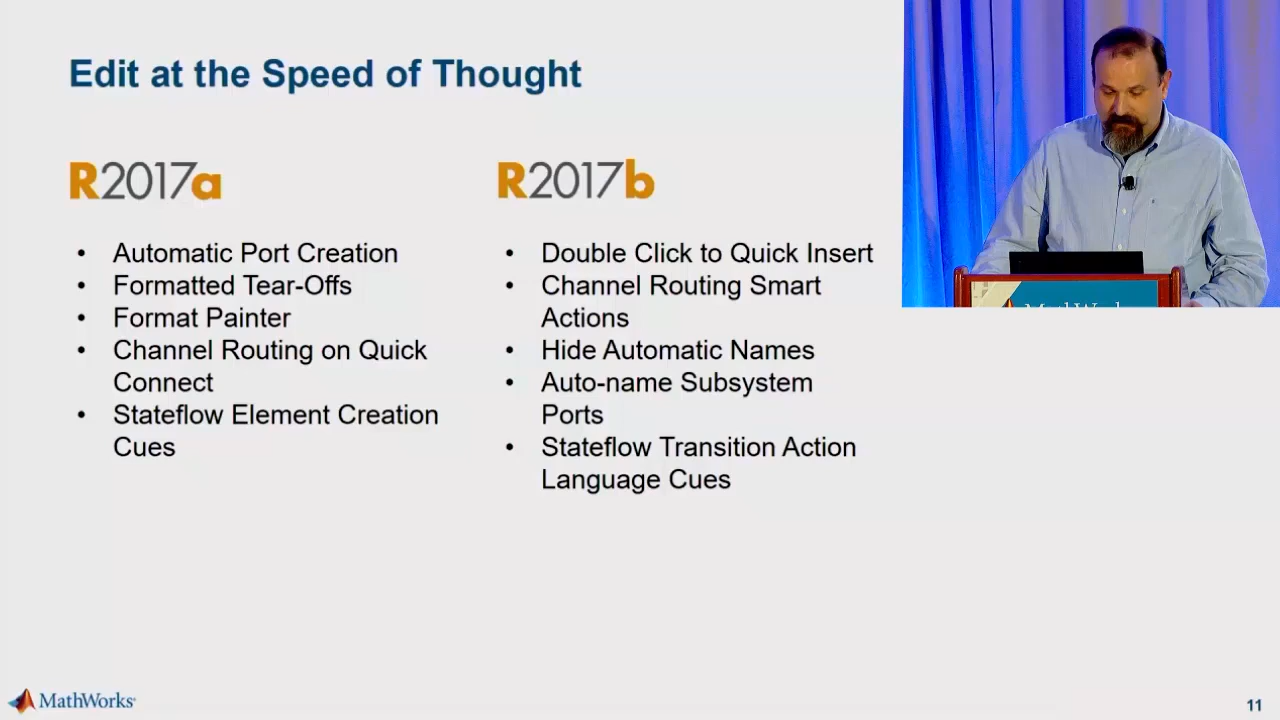 Edit at the Speed of Thought
R2017a
• Automatic Port Creation
• Formatted Tear-Offs
• Format Painter
• Channel Routing on Quick
Connect
• Stateflow Element Creation
Cues
R2017b
• Double Click to Quick Insert
• Channel Routing Smart
Actions
• Hide Automatic Names
• Auto-name Subsystem
Ports
• Stateflow Transition Action
Language Cues
MathWorks
MathWorks
11